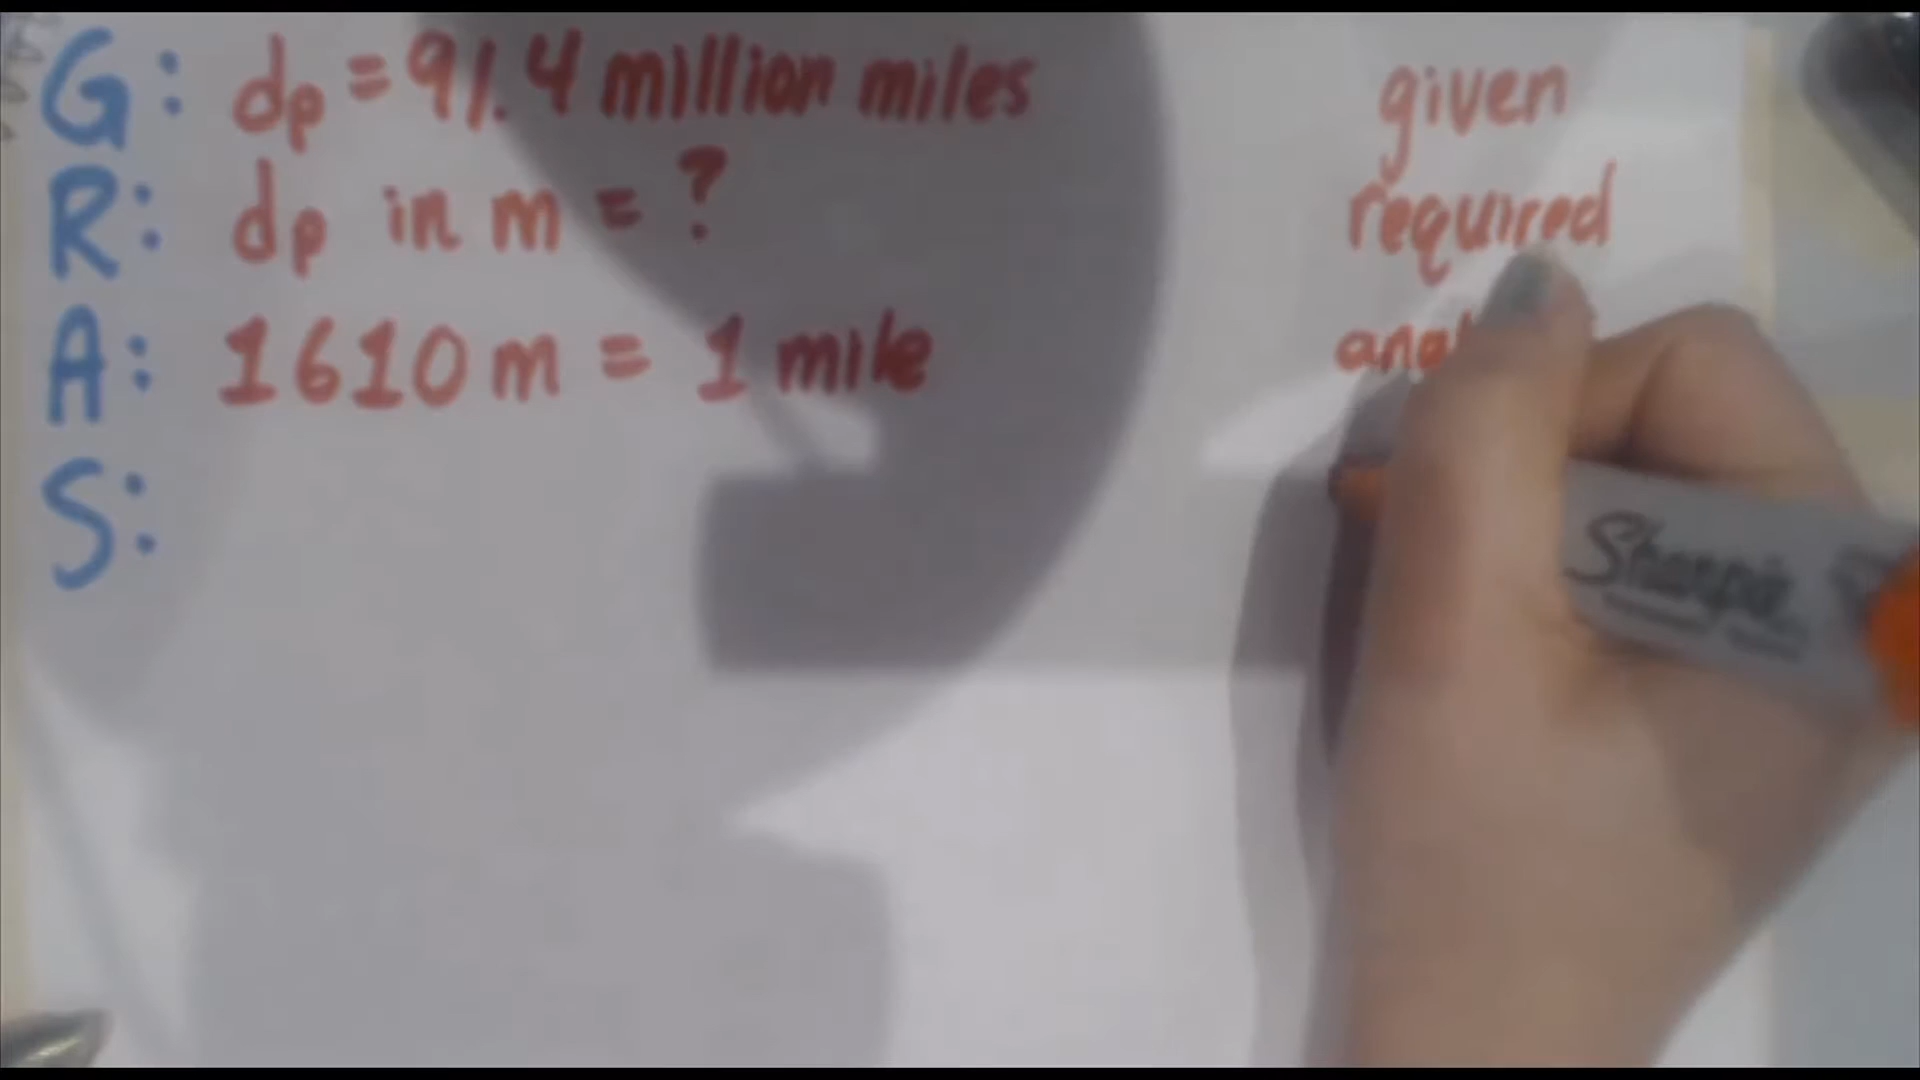 G: dp = 91.4 million miles
given
R: dp in m = ?
required
A: 1610 m = 1 mile
S:
Sharpie